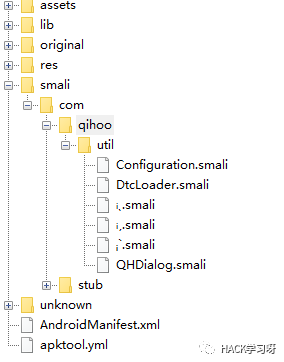 assets
lib
original
res
smali
com
qihoo
util
Configuration.smali
DtcLoader.smali
¡,.smali
¡,.smali
¡`.smali
QHDialog.smali
stub
unknown
AndroidManifest.xml
apktool.yml
HACK学习呀